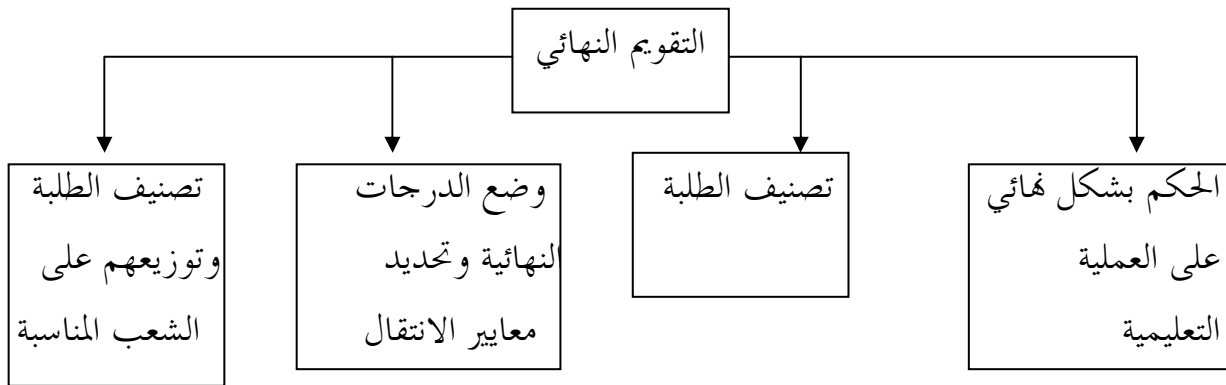 التقويم النهائي
الحكم بشكل نهائي
على العملية
التعليمية
تصنيف الطلبة
وضع الدرجات
النهائية وتحديد
معايير الانتقال
تصنيف الطلبة
وتوزيعهم على
الشعب المناسبة